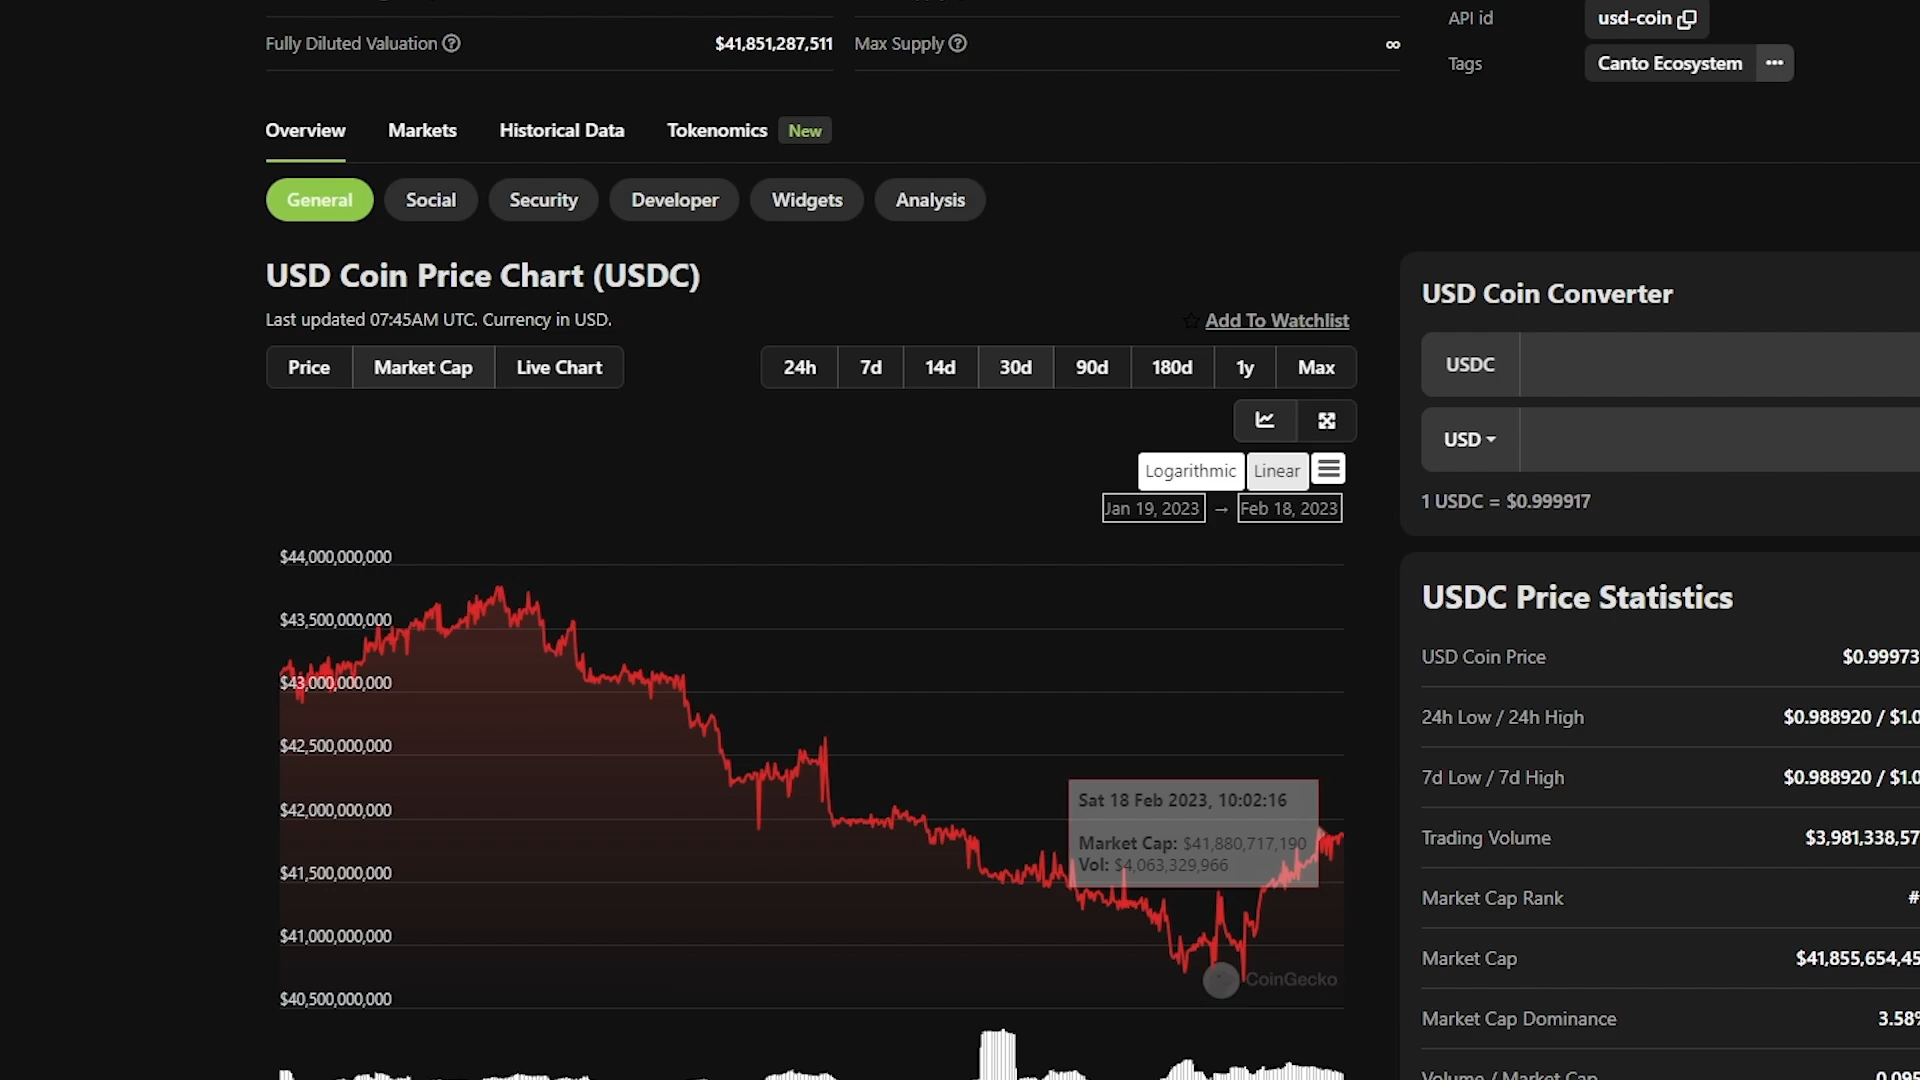 API id usd-coin
Fully Diluted Valuation $41,851,287,511 Max Supply ∞
Tags Canto Ecosystem
Overview Markets Historical Data Tokenomics New
General Social Security Developer Widgets Analysis
USD Coin Price Chart (USDC)
Last updated 07:45AM UTC. Currency in USD.
Add To Watchlist
Price Market Cap Live Chart 24h 7d 14d 30d 90d 180d 1y Max
Logarithmic Linear
Jan 19, 2023 → Feb 18, 2023
$44,000,000,000
$43,500,000,000
$43,000,000,000
$42,500,000,000
$42,000,000,000
$41,500,000,000
$41,000,000,000
$40,500,000,000
Sat 18 Feb 2023, 10:02:16
Market Cap: $41,880,717,190
Vol: $4,063,329,966
CoinGecko
USD Coin Converter
USDC
USD
1 USDC = $0.999917
USDC Price Statistics
USD Coin Price $0.99973
24h Low / 24h High $0.988920 / $1.0
7d Low / 7d High $0.988920 / $1.0
Trading Volume $3,981,338,57
Market Cap Rank #
Market Cap $41,855,654,45
Market Cap Dominance 3.58%
Volume / Market Cap 0.095